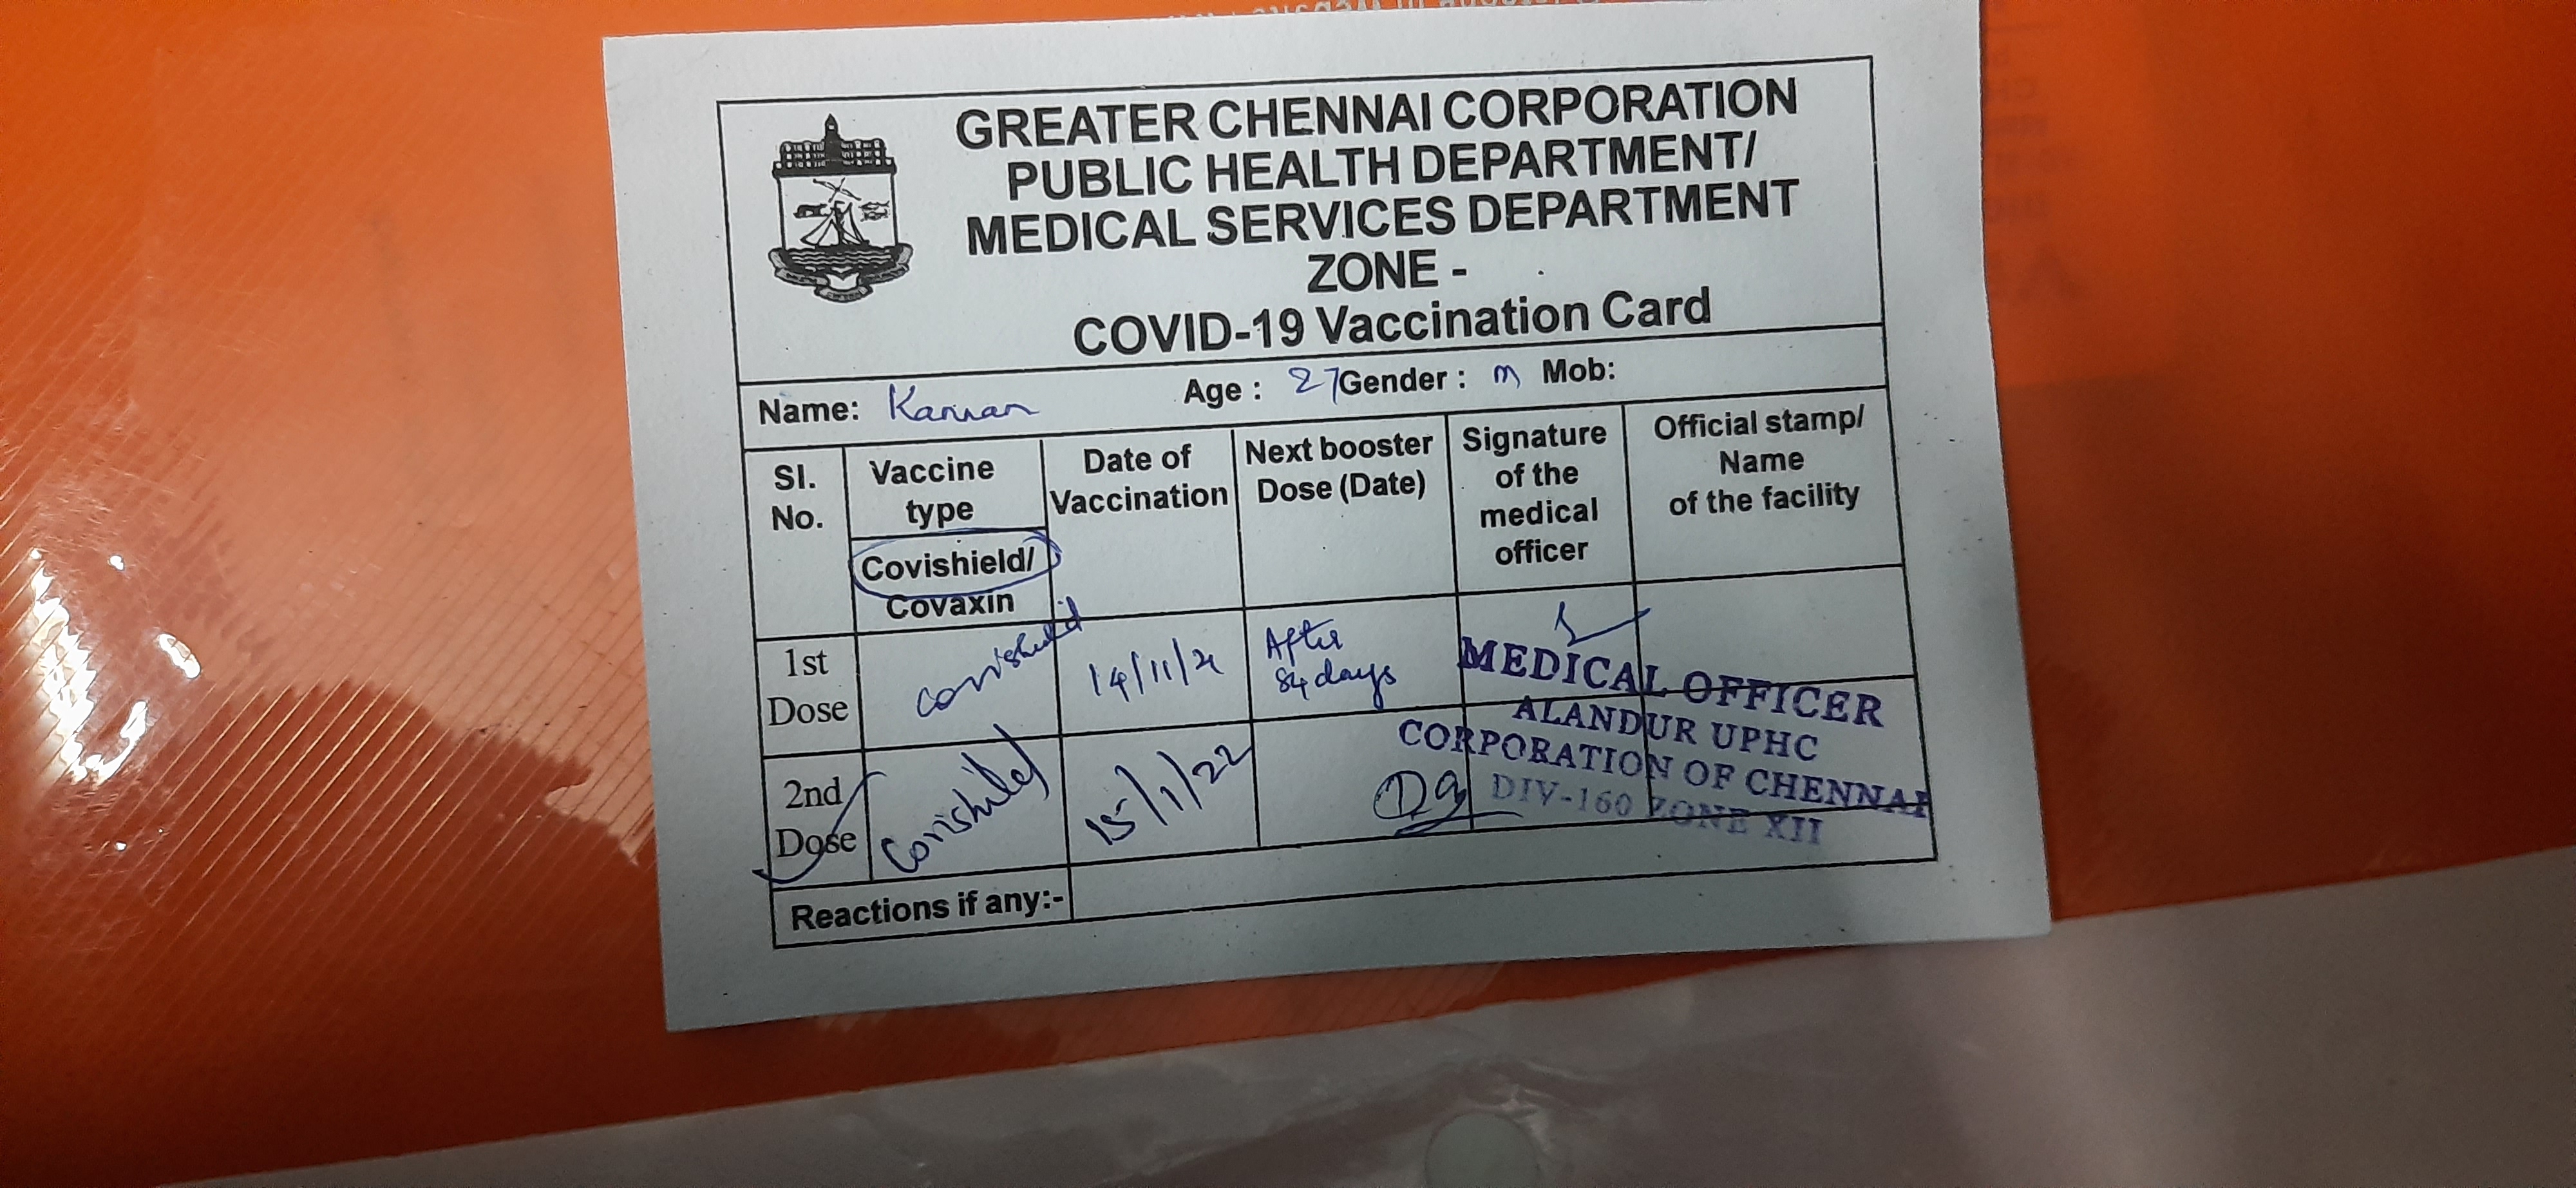 GREATER CHENNAI CORPORATION
PUBLIC HEALTH DEPARTMENT/
MEDICAL SERVICES DEPARTMENT
ZONE -
COVID-19 Vaccination Card
Name: Kannan Age : 27 Gender : m Mob:
Sl. No.
Vaccine type
Covishield/
Covaxin
Date of Vaccination
Next booster Dose (Date)
Signature of the medical officer
Official stamp/ Name of the facility
1st Dose
Covishield
14/11/21
After 84 days
2nd Dose
Covishield
15/1/22
MEDICAL OFFICER
ALANDUR UPHC
CORPORATION OF CHENNAI
DIV-160 ZONE XII
Reactions if any:-